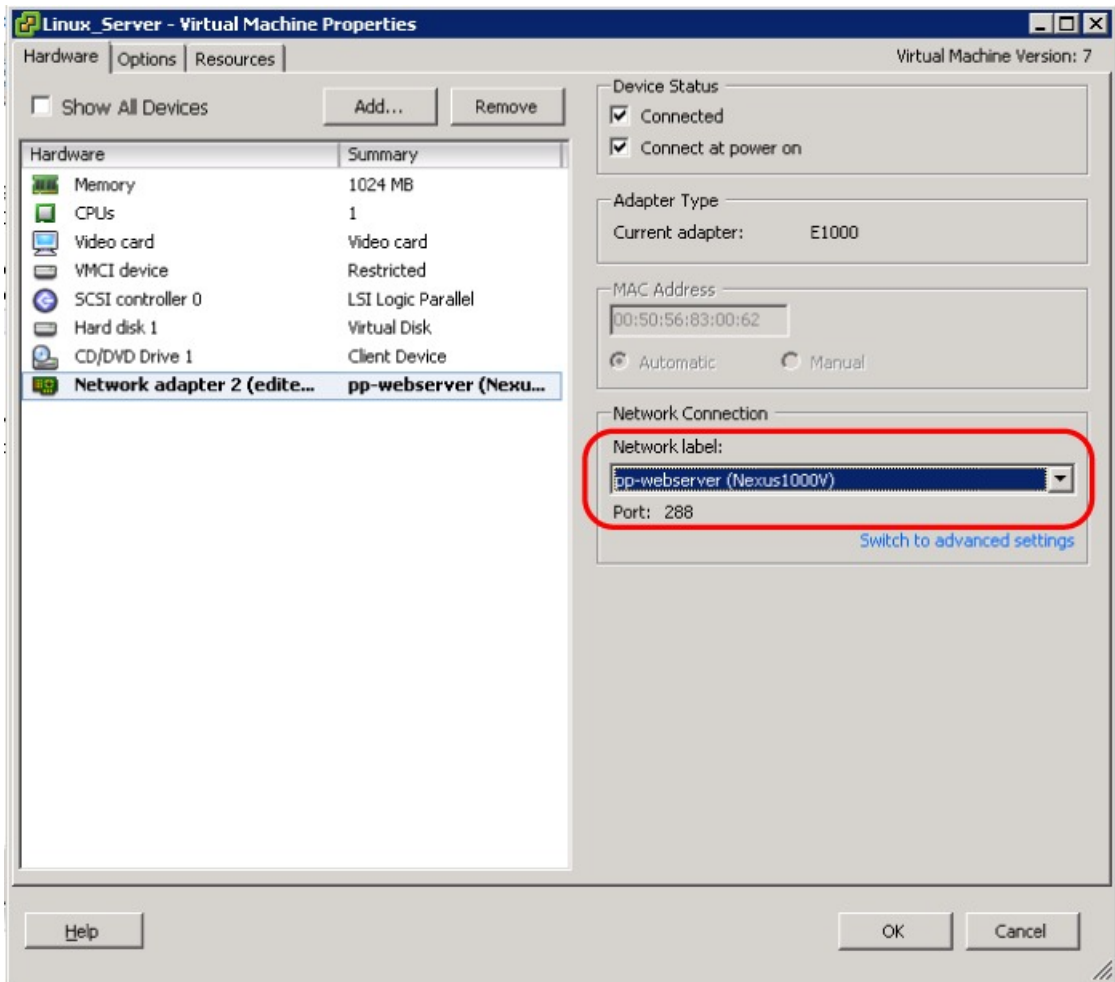 Linux_Server - Virtual Machine Properties
Hardware Options Resources
Virtual Machine Version: 7
Show All Devices
Add...
Remove
Hardware Summary
Memory 1024 MB
CPUs 1
Video card Video card
VMCI device Restricted
SCSI controller 0 LSI Logic Parallel
Hard disk 1 Virtual Disk
CD/DVD Drive 1 Client Device
Network adapter 2 (edite... pp-webserver (Nexu...
Device Status
Connected
Connect at power on
Adapter Type
Current adapter: E1000
MAC Address
00:50:56:83:00:62
Automatic Manual
Network Connection
Network label:
pp-webserver (Nexus1000V)
Port: 288
Switch to advanced settings
Help
OK
Cancel